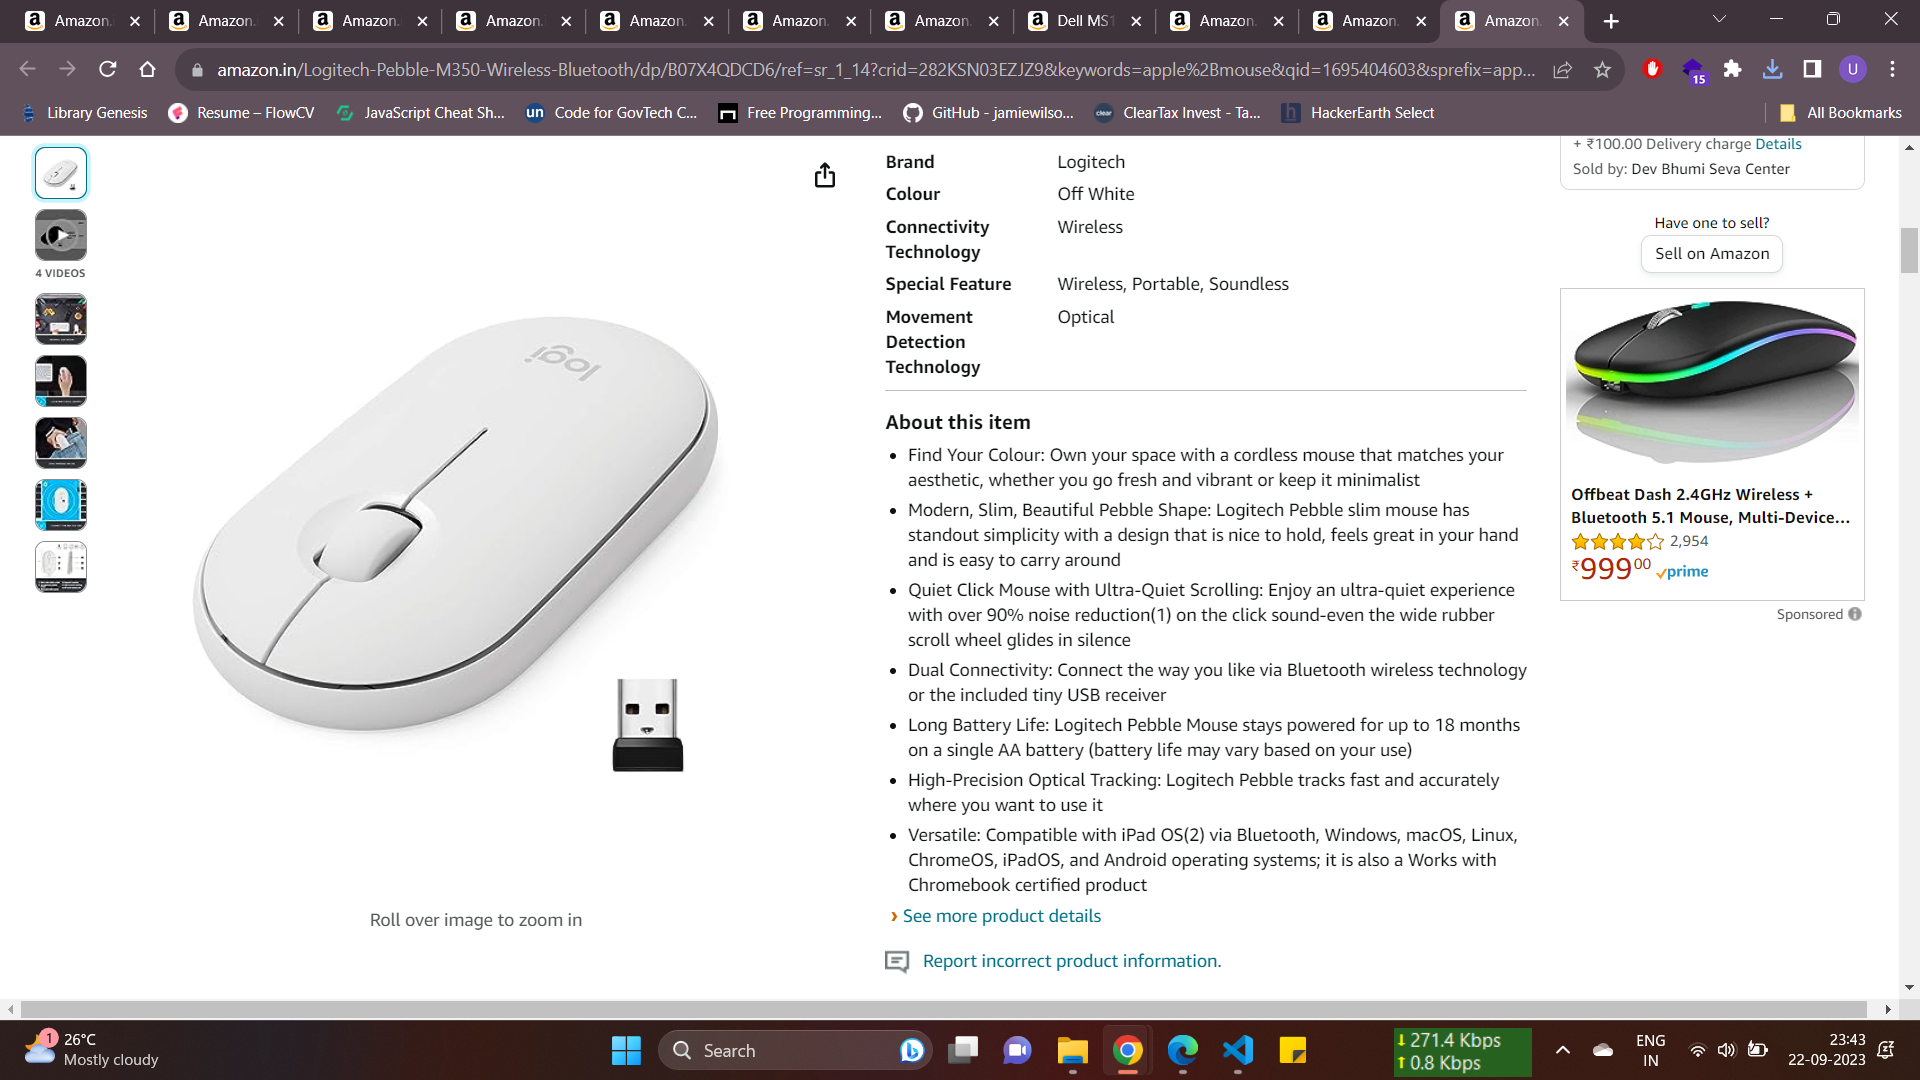 Amazon.
Amazon.
Amazon.
Amazon.
Amazon.
Amazon.
Amazon.
Dell MS1
Amazon.
Amazon.
Amazon.
amazon.in/Logitech-Pebble-M350-Wireless-Bluetooth/dp/B07X4QDCD6/ref=sr_1_14?crid=282KSN03EZJZ9&keywords=apple%2Bmouse&qid=1695404603&sprefix=app...
15
U
Library Genesis
Resume – FlowCV
JavaScript Cheat Sh...
un Code for GovTech C...
Free Programming...
GitHub - jamiewilso...
clear ClearTax Invest - Ta...
h HackerEarth Select
All Bookmarks
4 VIDEOS
logi
Roll over image to zoom in
Brand Logitech
Colour Off White
Connectivity Wireless
Technology
Special Feature Wireless, Portable, Soundless
Movement Optical
Detection
Technology
About this item
• Find Your Colour: Own your space with a cordless mouse that matches your
aesthetic, whether you go fresh and vibrant or keep it minimalist
• Modern, Slim, Beautiful Pebble Shape: Logitech Pebble slim mouse has
standout simplicity with a design that is nice to hold, feels great in your hand
and is easy to carry around
• Quiet Click Mouse with Ultra-Quiet Scrolling: Enjoy an ultra-quiet experience
with over 90% noise reduction(1) on the click sound-even the wide rubber
scroll wheel glides in silence
• Dual Connectivity: Connect the way you like via Bluetooth wireless technology
or the included tiny USB receiver
• Long Battery Life: Logitech Pebble Mouse stays powered for up to 18 months
on a single AA battery (battery life may vary based on your use)
• High-Precision Optical Tracking: Logitech Pebble tracks fast and accurately
where you want to use it
• Versatile: Compatible with iPad OS(2) via Bluetooth, Windows, macOS, Linux,
ChromeOS, iPadOS, and Android operating systems; it is also a Works with
Chromebook certified product
› See more product details
Report incorrect product information.
+ ₹100.00 Delivery charge Details
Sold by: Dev Bhumi Seva Center
Have one to sell?
Sell on Amazon
Offbeat Dash 2.4GHz Wireless +
Bluetooth 5.1 Mouse, Multi-Device...
2,954
₹99900 prime
Sponsored
1
26°C
Mostly cloudy
Search
271.4 Kbps
0.8 Kbps
ENG
IN
23:43
22-09-2023